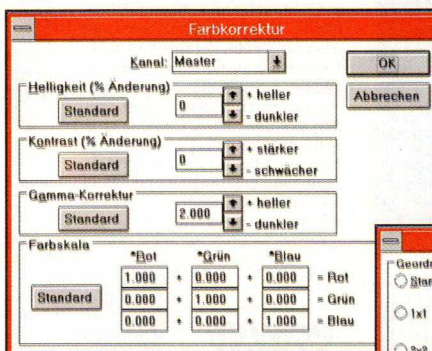 Farbkorrektur
Kanal: Master
OK
Abbrechen
Helligkeit (% Änderung)
Standard
0
+ heller
- dunkler
Kontrast (% Änderung)
Standard
0
+ stärker
- schwächer
Gamma-Korrektur
Standard
2.000
+ heller
- dunkler
Farbskala
*Rot *Grün *Blau
1.000 + 0.000 + 0.000 = Rot
Standard
0.000 + 1.000 + 0.000 = Grün
0.000 + 0.000 + 1.000 = Blau
1x1